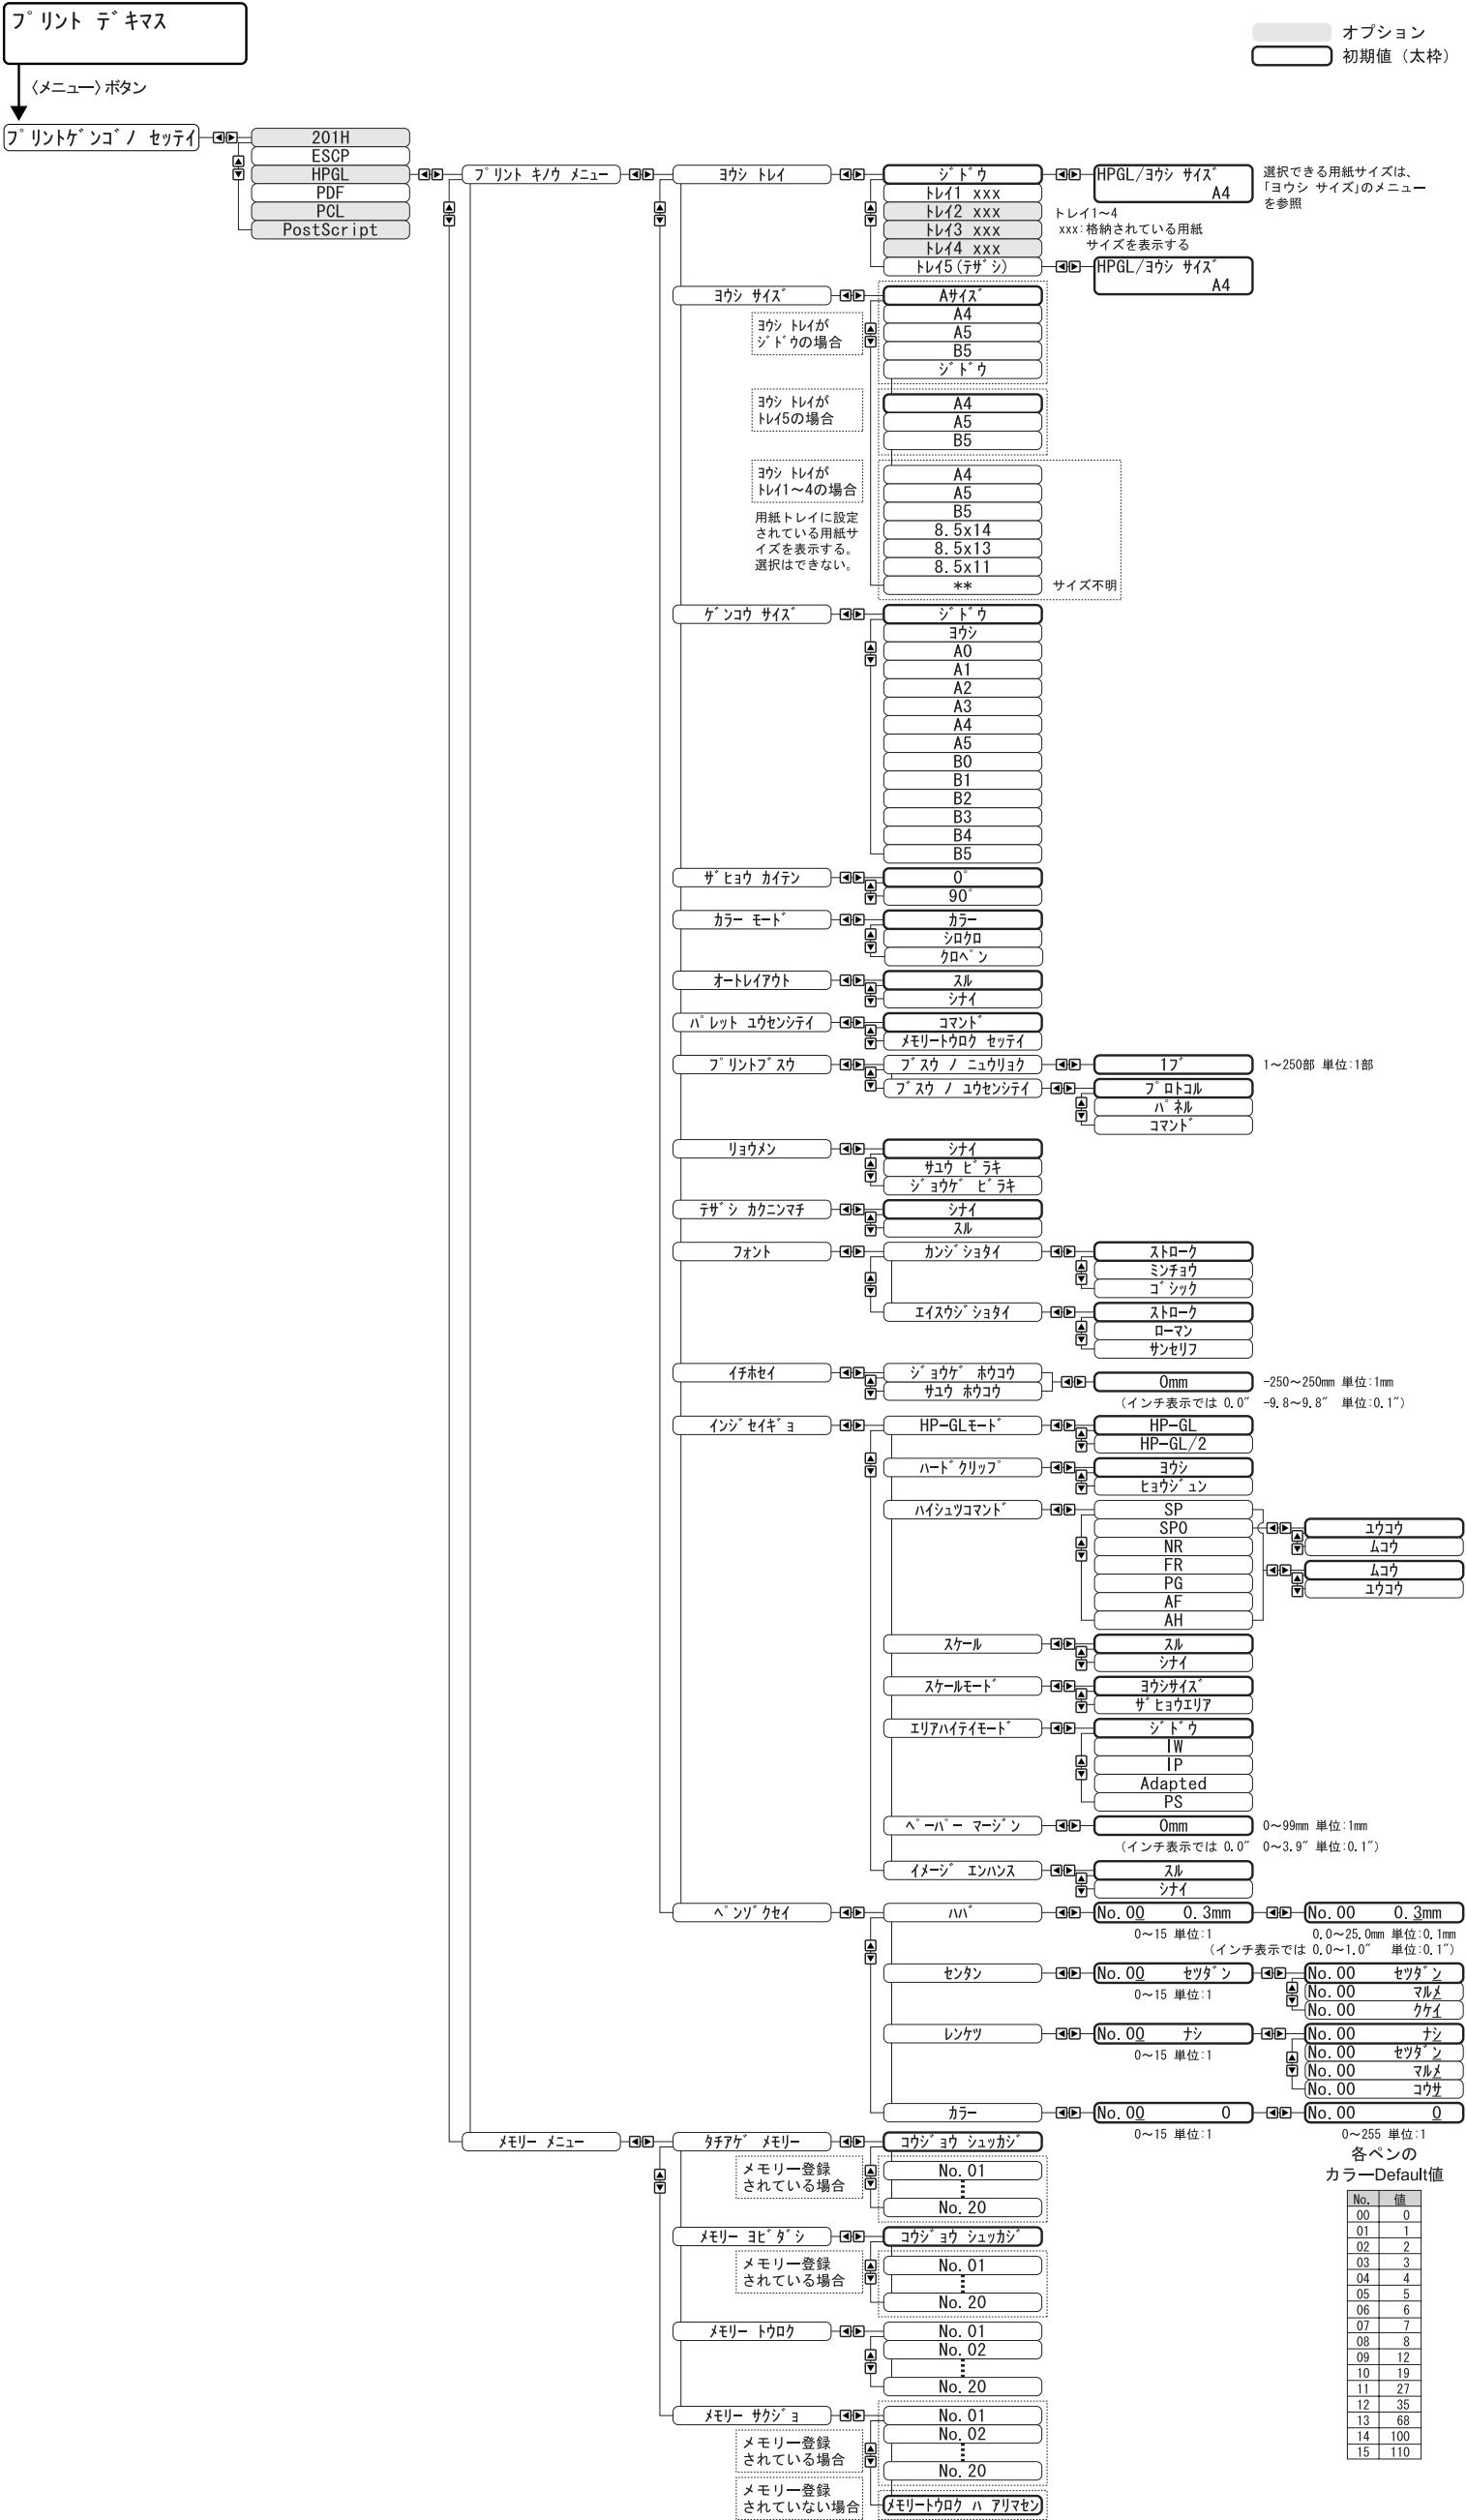 プリント デキマス
オプション
初期値（太枠）
〈メニュー〉ボタン
プリントゲンゴノ セッテイ
201H
ESCP
HPGL
PDF
PCL
PostScript
プリント キノウ メニュー
ヨウシ トレイ
ジドウ
HPGL/ヨウシ サイズ
A4
選択できる用紙サイズは、
「ヨウシ サイズ」のメニュー
を参照
トレイ1 xxx
トレイ2 xxx
トレイ3 xxx
トレイ4 xxx
トレイ1～4
xxx:格納されている用紙
サイズを表示する
トレイ5(テザシ)
HPGL/ヨウシ サイズ
A4
ヨウシ サイズ
ヨウシ トレイが
ジドウの場合
Aサイズ
A4
A5
B5
ジドウ
ヨウシ トレイが
トレイ5の場合
A4
A5
B5
ヨウシ トレイが
トレイ1～4の場合
用紙トレイに設定
されている用紙サ
イズを表示する。
選択はできない。
A4
A5
B5
8.5x14
8.5x13
8.5x11
** サイズ不明
ゲンコウ サイズ
ジドウ
ヨウシ
A0
A1
A2
A3
A4
A5
B0
B1
B2
B3
B4
B5
ザヒョウ カイテン
0°
90°
カラー モード
カラー
シロクロ
クロペン
オートレイアウト
スル
シナイ
パレット ユウセンシテイ
コマンド
メモリートウロク セッテイ
プリントブスウ
ブスウ ノ ニュウリョク
1ブ
1～250部 単位:1部
ブスウ ノ ユウセンシテイ
プロトコル
パネル
コマンド
リョウメン
シナイ
サユウ ビラキ
ジョウゲ ビラキ
テザシ カクニンマチ
シナイ
スル
フォント
カンジショタイ
ストローク
ミンチョウ
ゴシック
エイスウジショタイ
ストローク
ローマン
サンセリフ
イチホセイ
ジョウゲ ホウコウ
サユウ ホウコウ
0mm
-250～250mm 単位:1mm
（インチ表示では 0.0″ -9.8～9.8″ 単位:0.1″）
インジセイギョ
HP-GLモード
HP-GL
HP-GL/2
ハードクリップ
ヨウシ
ヒョウジュン
ハイシュツコマンド
SP
SP0
NR
FR
PG
AF
AH
ユウコウ
ムコウ
ムコウ
ユウコウ
スケール
スル
シナイ
スケールモード
ヨウシサイズ
ザヒョウエリア
エリアハイテイモード
ジドウ
IW
IP
Adapted
PS
ペーパー マージン
0mm
0～99mm 単位:1mm
（インチ表示では 0.0″ 0～3.9″ 単位:0.1″）
イメージ エンハンス
スル
シナイ
ペンゾクセイ
ハバ
No.00 0.3mm
0～15 単位:1
No.00 0.3mm
0.0～25.0mm 単位:0.1mm
（インチ表示では 0.0～1.0″ 単位:0.1″）
センタン
No.00 セツダン
0～15 単位:1
No.00 セツダン
No.00 マルメ
No.00 クケイ
レンケツ
No.00 ナシ
0～15 単位:1
No.00 ナシ
No.00 セツダン
No.00 マルメ
No.00 コウサ
カラー
No.00 0
0～15 単位:1
No.00 0
0～255 単位:1
各ペンの
カラーDefault値
No. 値
00 0
01 1
02 2
03 3
04 4
05 5
06 6
07 7
08 8
09 12
10 19
11 27
12 35
13 68
14 100
15 110
メモリー メニュー
タチアゲ メモリー
コウジョウ シュッカジ
メモリー登録
されている場合
No.01
No.20
メモリー ヨビダシ
コウジョウ シュッカジ
メモリー登録
されている場合
No.01
No.20
メモリー トウロク
No.01
No.02
No.20
メモリー サクジョ
メモリー登録
されている場合
No.01
No.02
No.20
メモリー登録
されていない場合
メモリートウロク ハ アリマセン